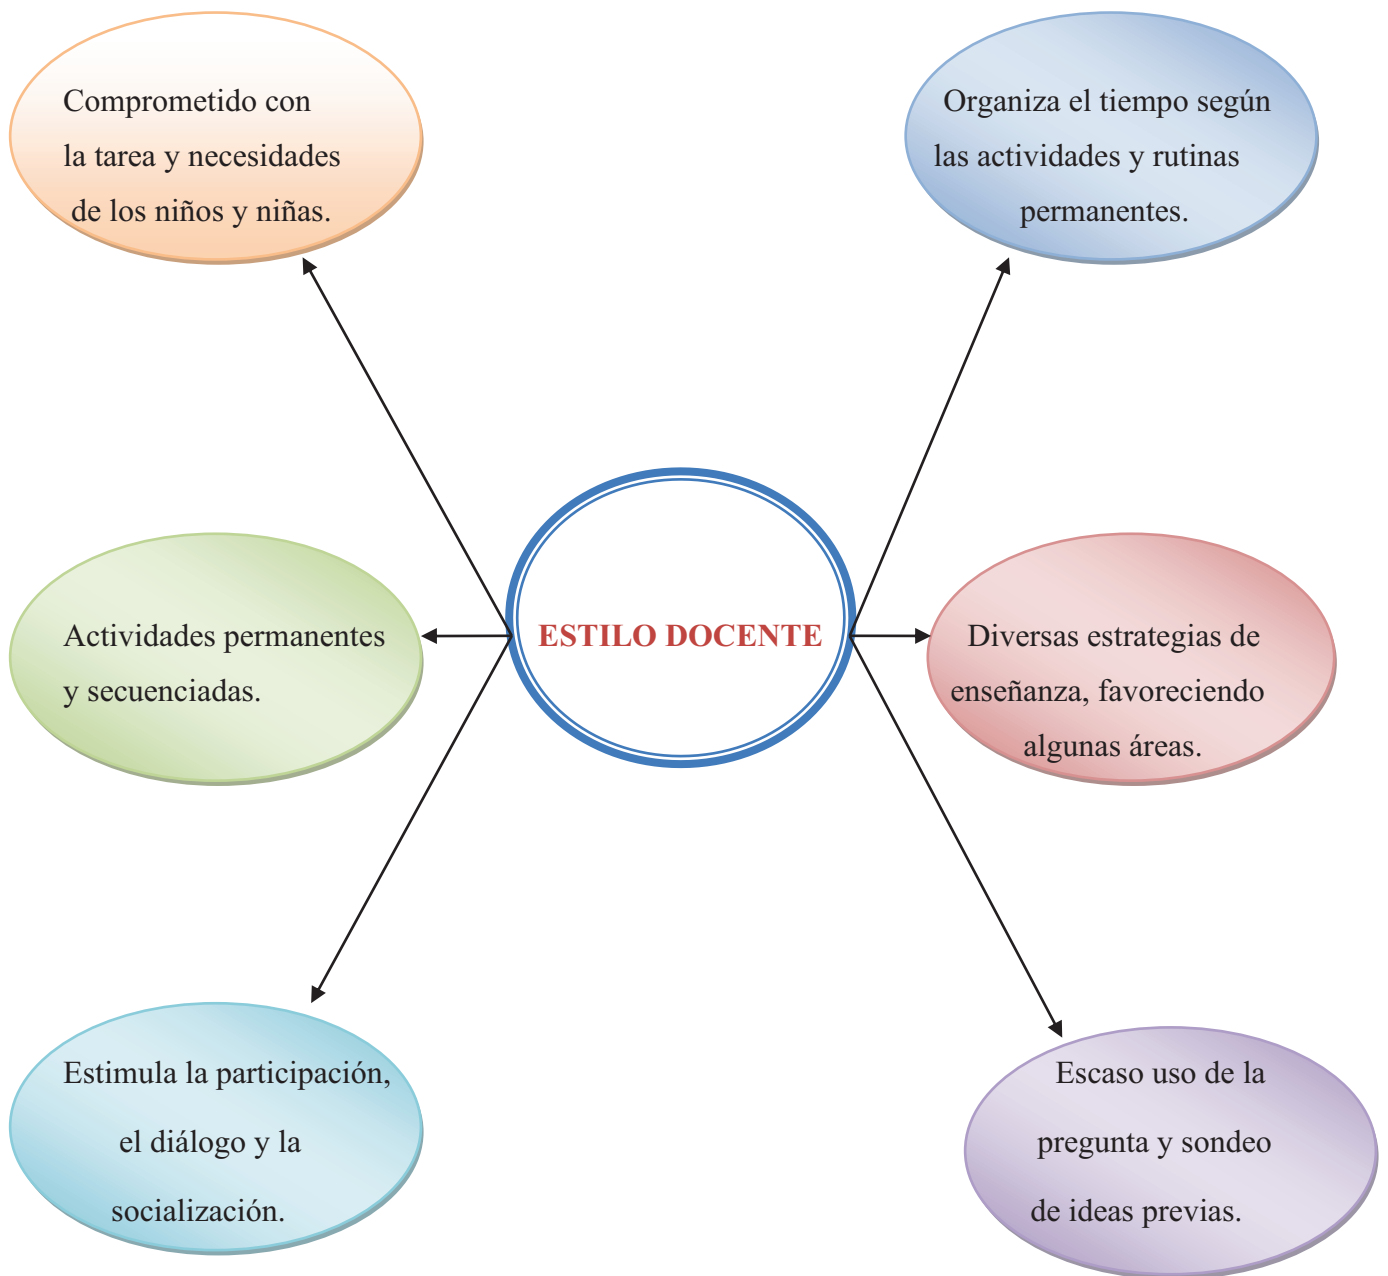 Comprometido con
la tarea y necesidades
de los niños y niñas.
Organiza el tiempo según
las actividades y rutinas
permanentes.
Actividades permanentes
y secuenciadas.
ESTILO DOCENTE
Diversas estrategias de
enseñanza, favoreciendo
algunas áreas.
Estimula la participación,
el diálogo y la
socialización.
Escaso uso de la
pregunta y sondeo
de ideas previas.